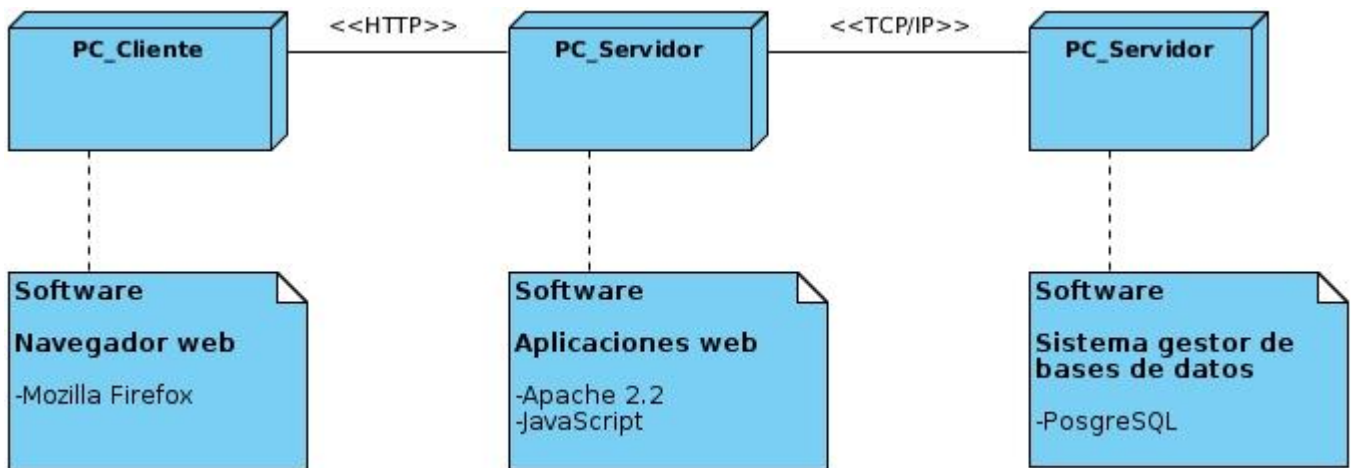 <<HTTP>>
<<TCP/IP>>
PC_Cliente
PC_Servidor
PC_Servidor
Software
Navegador web
-Mozilla Firefox
Software
Aplicaciones web
-Apache 2.2
-JavaScript
Software
Sistema gestor de
bases de datos
-PosgreSQL